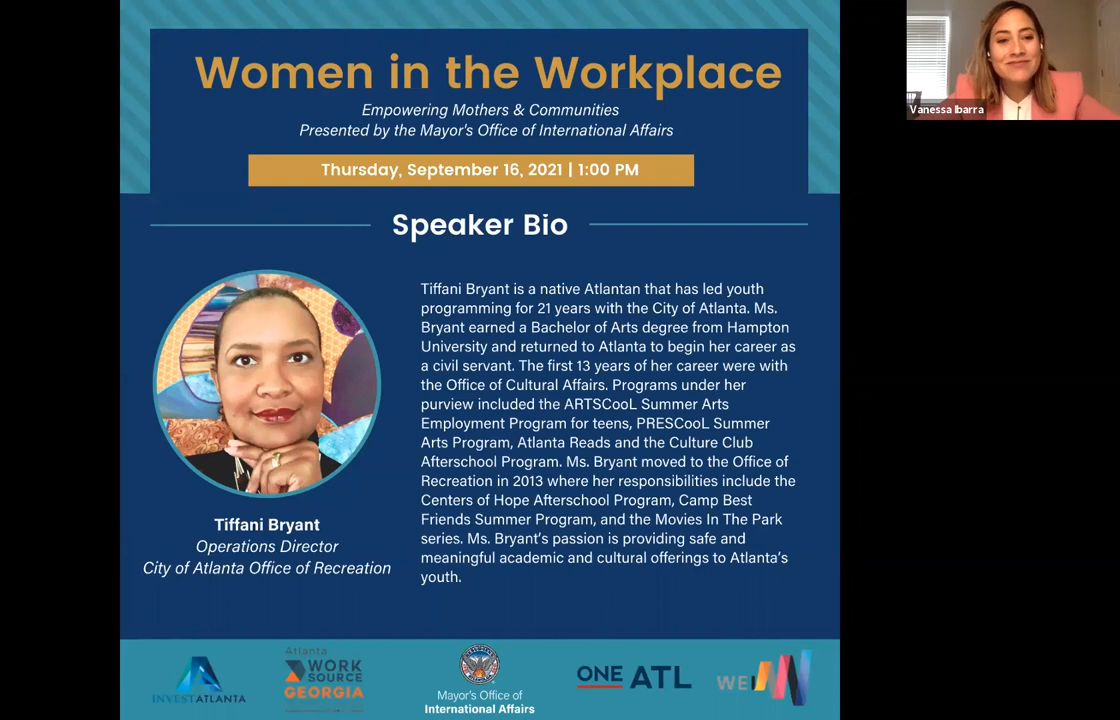 Women in the Workplace
Empowering Mothers & Communities
Presented by the Mayor's Office of International Affairs
Thursday, September 16, 2021 | 1:00 PM
Speaker Bio
Tiffani Bryant is a native Atlantan that has led youth
programming for 21 years with the City of Atlanta. Ms.
Bryant earned a Bachelor of Arts degree from Hampton
University and returned to Atlanta to begin her career as
a civil servant. The first 13 years of her career were with
the Office of Cultural Affairs. Programs under her
purview included the ARTSCooL Summer Arts
Employment Program for teens, PRESCooL Summer
Arts Program, Atlanta Reads and the Culture Club
Afterschool Program. Ms. Bryant moved to the Office of
Recreation in 2013 where her responsibilities include the
Centers of Hope Afterschool Program, Camp Best
Friends Summer Program, and the Movies In The Park
series. Ms. Bryant's passion is providing safe and
meaningful academic and cultural offerings to Atlanta's
youth.
Tiffani Bryant
Operations Director
City of Atlanta Office of Recreation
INVEST ATLANTA
Atlanta
WORK
SOURCE
GEORGIA
Mayor's Office of
International Affairs
ONE ATL
WEI
Vanessa Ibarra